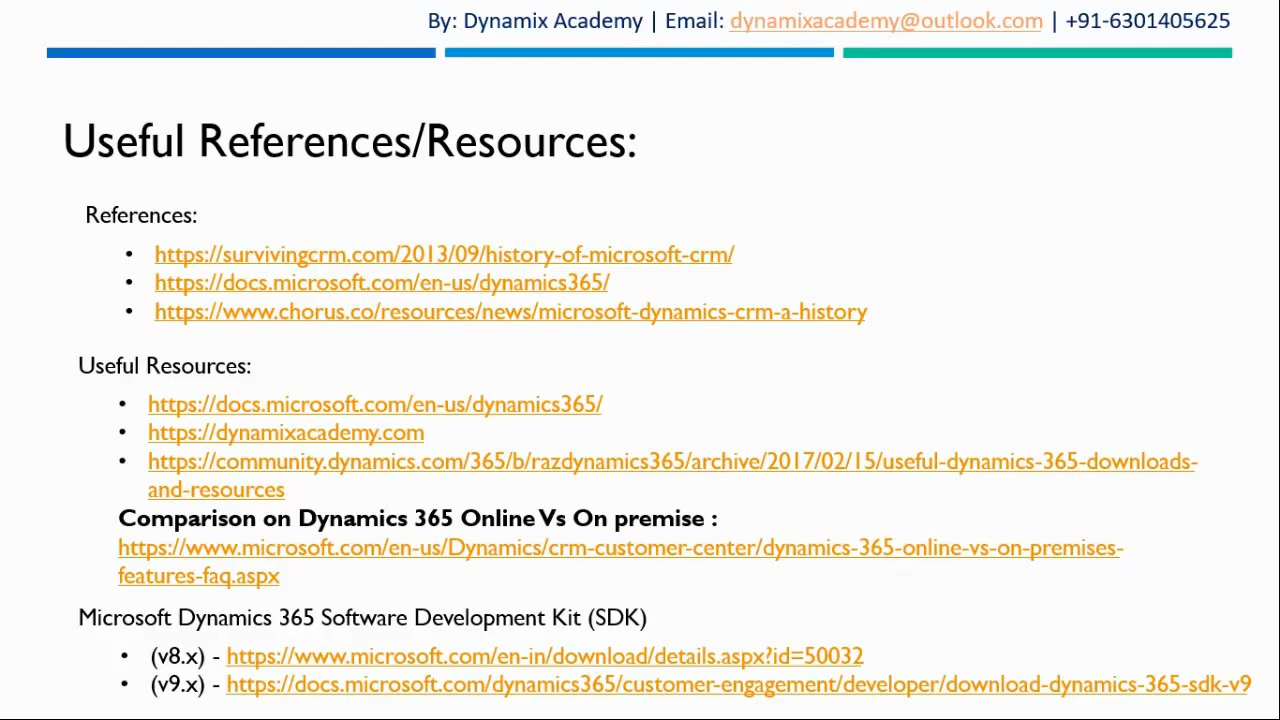 By: Dynamix Academy | Email: dynamixacademy@outlook.com | +91-6301405625
Useful References/Resources:
References:
• https://survivingcrm.com/2013/09/history-of-microsoft-crm/
• https://docs.microsoft.com/en-us/dynamics365/
• https://www.chorus.co/resources/news/microsoft-dynamics-crm-a-history
Useful Resources:
• https://docs.microsoft.com/en-us/dynamics365/
• https://dynamixacademy.com
• https://community.dynamics.com/365/b/razdynamics365/archive/2017/02/15/useful-dynamics-365-downloads-
and-resources
Comparison on Dynamics 365 Online Vs On premise :
https://www.microsoft.com/en-us/Dynamics/crm-customer-center/dynamics-365-online-vs-on-premises-
features-faq.aspx
Microsoft Dynamics 365 Software Development Kit (SDK)
• (v8.x) - https://www.microsoft.com/en-in/download/details.aspx?id=50032
• (v9.x) - https://docs.microsoft.com/dynamics365/customer-engagement/developer/download-dynamics-365-sdk-v9